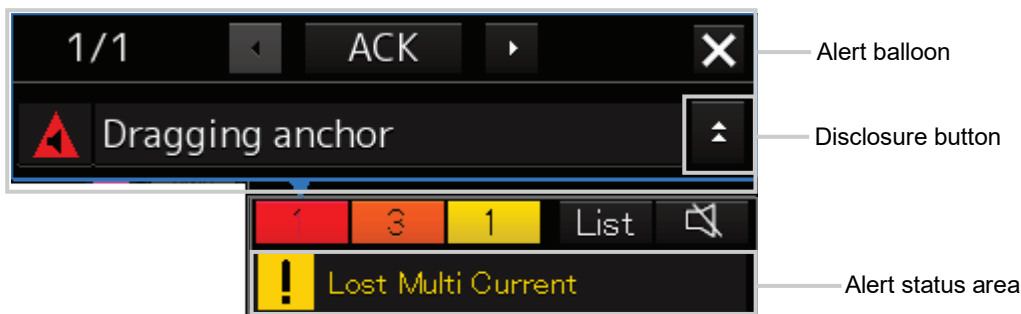 1/1 ACK
Alert balloon
Dragging anchor
Disclosure button
1 3 1 List
! Lost Multi Current
Alert status area